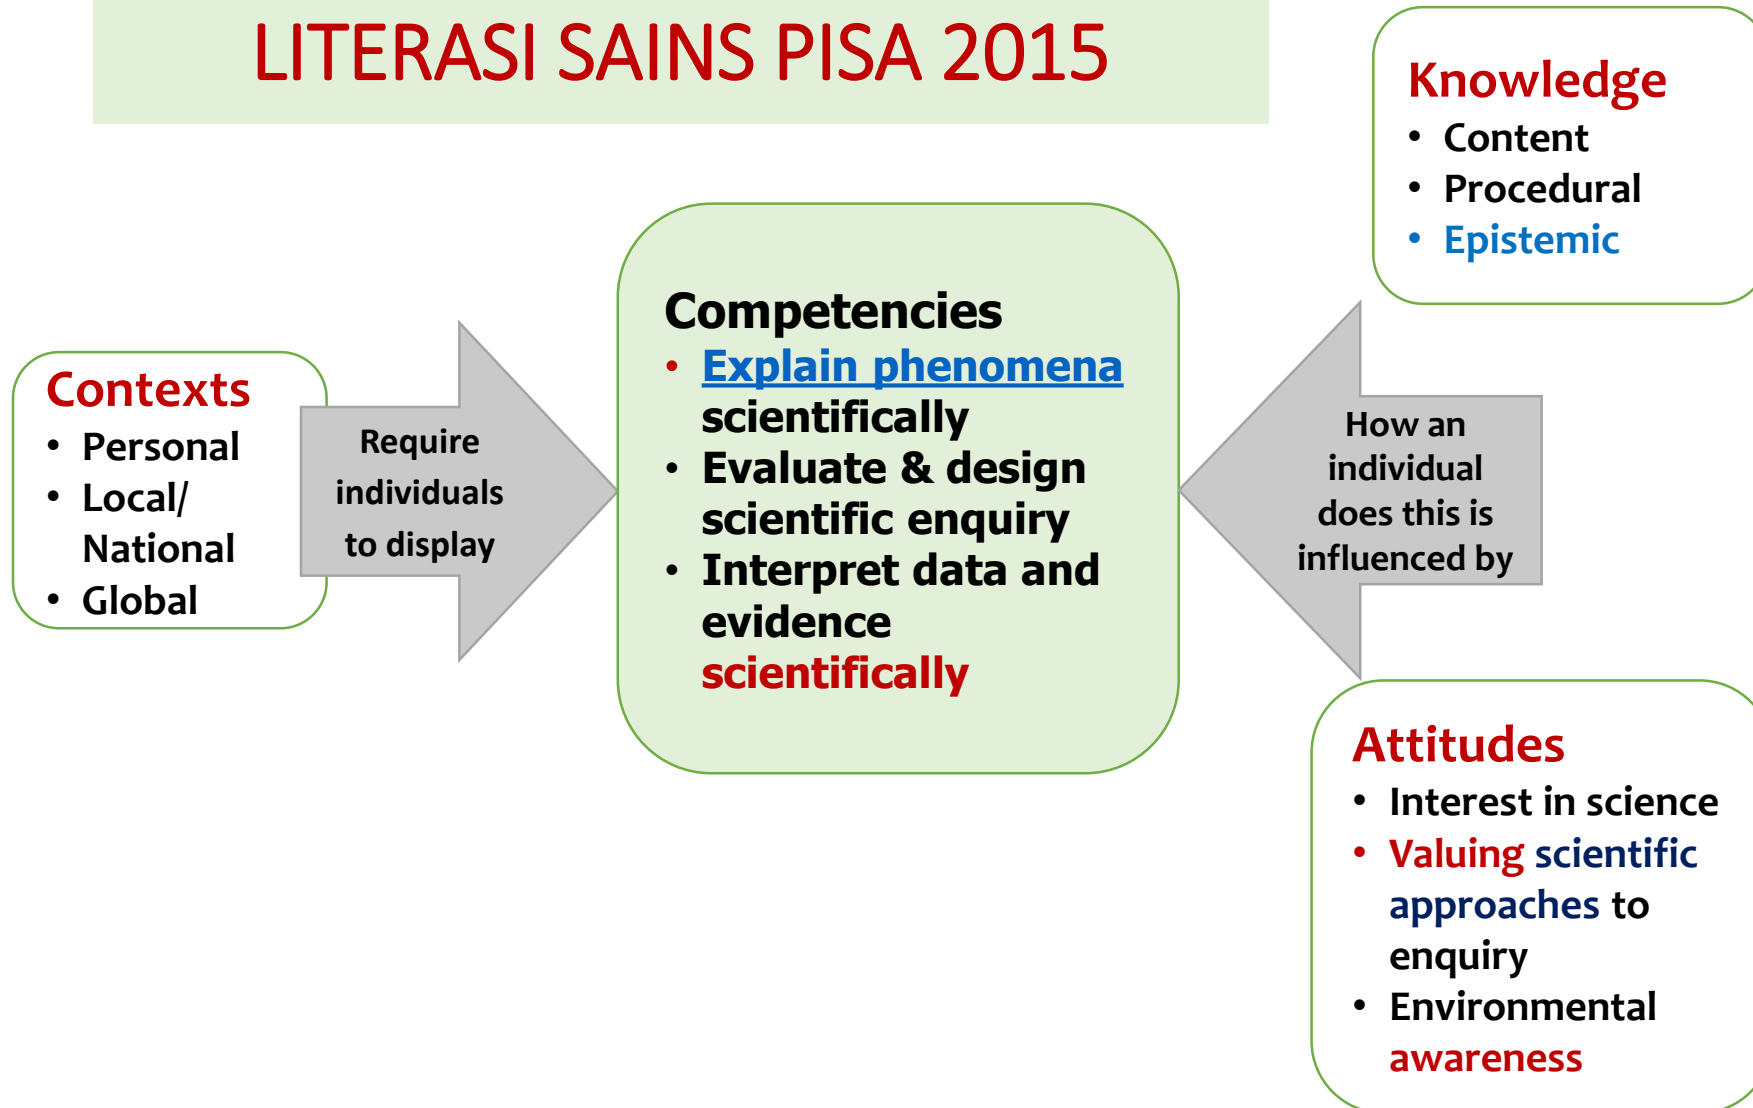 LITERASI SAINS PISA 2015
Contexts
• Personal
• Local/
National
• Global
Require
individuals
to display
Competencies
• Explain phenomena
scientifically
• Evaluate & design
scientific enquiry
• Interpret data and
evidence
scientifically
How an
individual
does this is
influenced by
Knowledge
• Content
• Procedural
• Epistemic
Attitudes
• Interest in science
• Valuing scientific
approaches to
enquiry
• Environmental
awareness